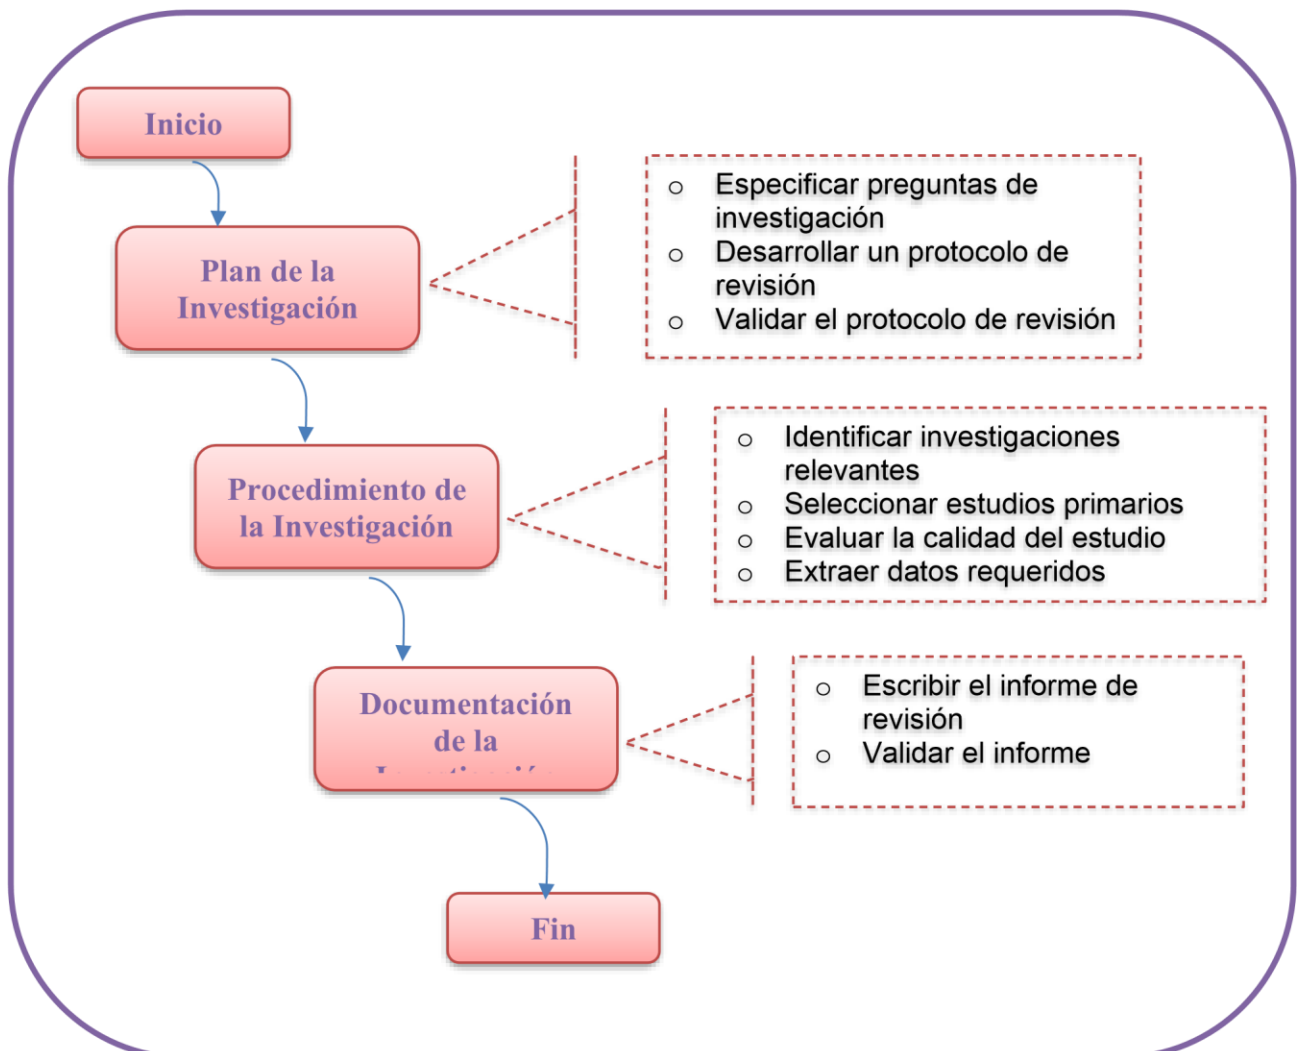 Inicio
Plan de la
Investigación
o Especificar preguntas de
investigación
o Desarrollar un protocolo de
revisión
o Validar el protocolo de revisión
Procedimiento de
la Investigación
o Identificar investigaciones
relevantes
o Seleccionar estudios primarios
o Evaluar la calidad del estudio
o Extraer datos requeridos
Documentación
de la
o Escribir el informe de
revisión
o Validar el informe
Fin